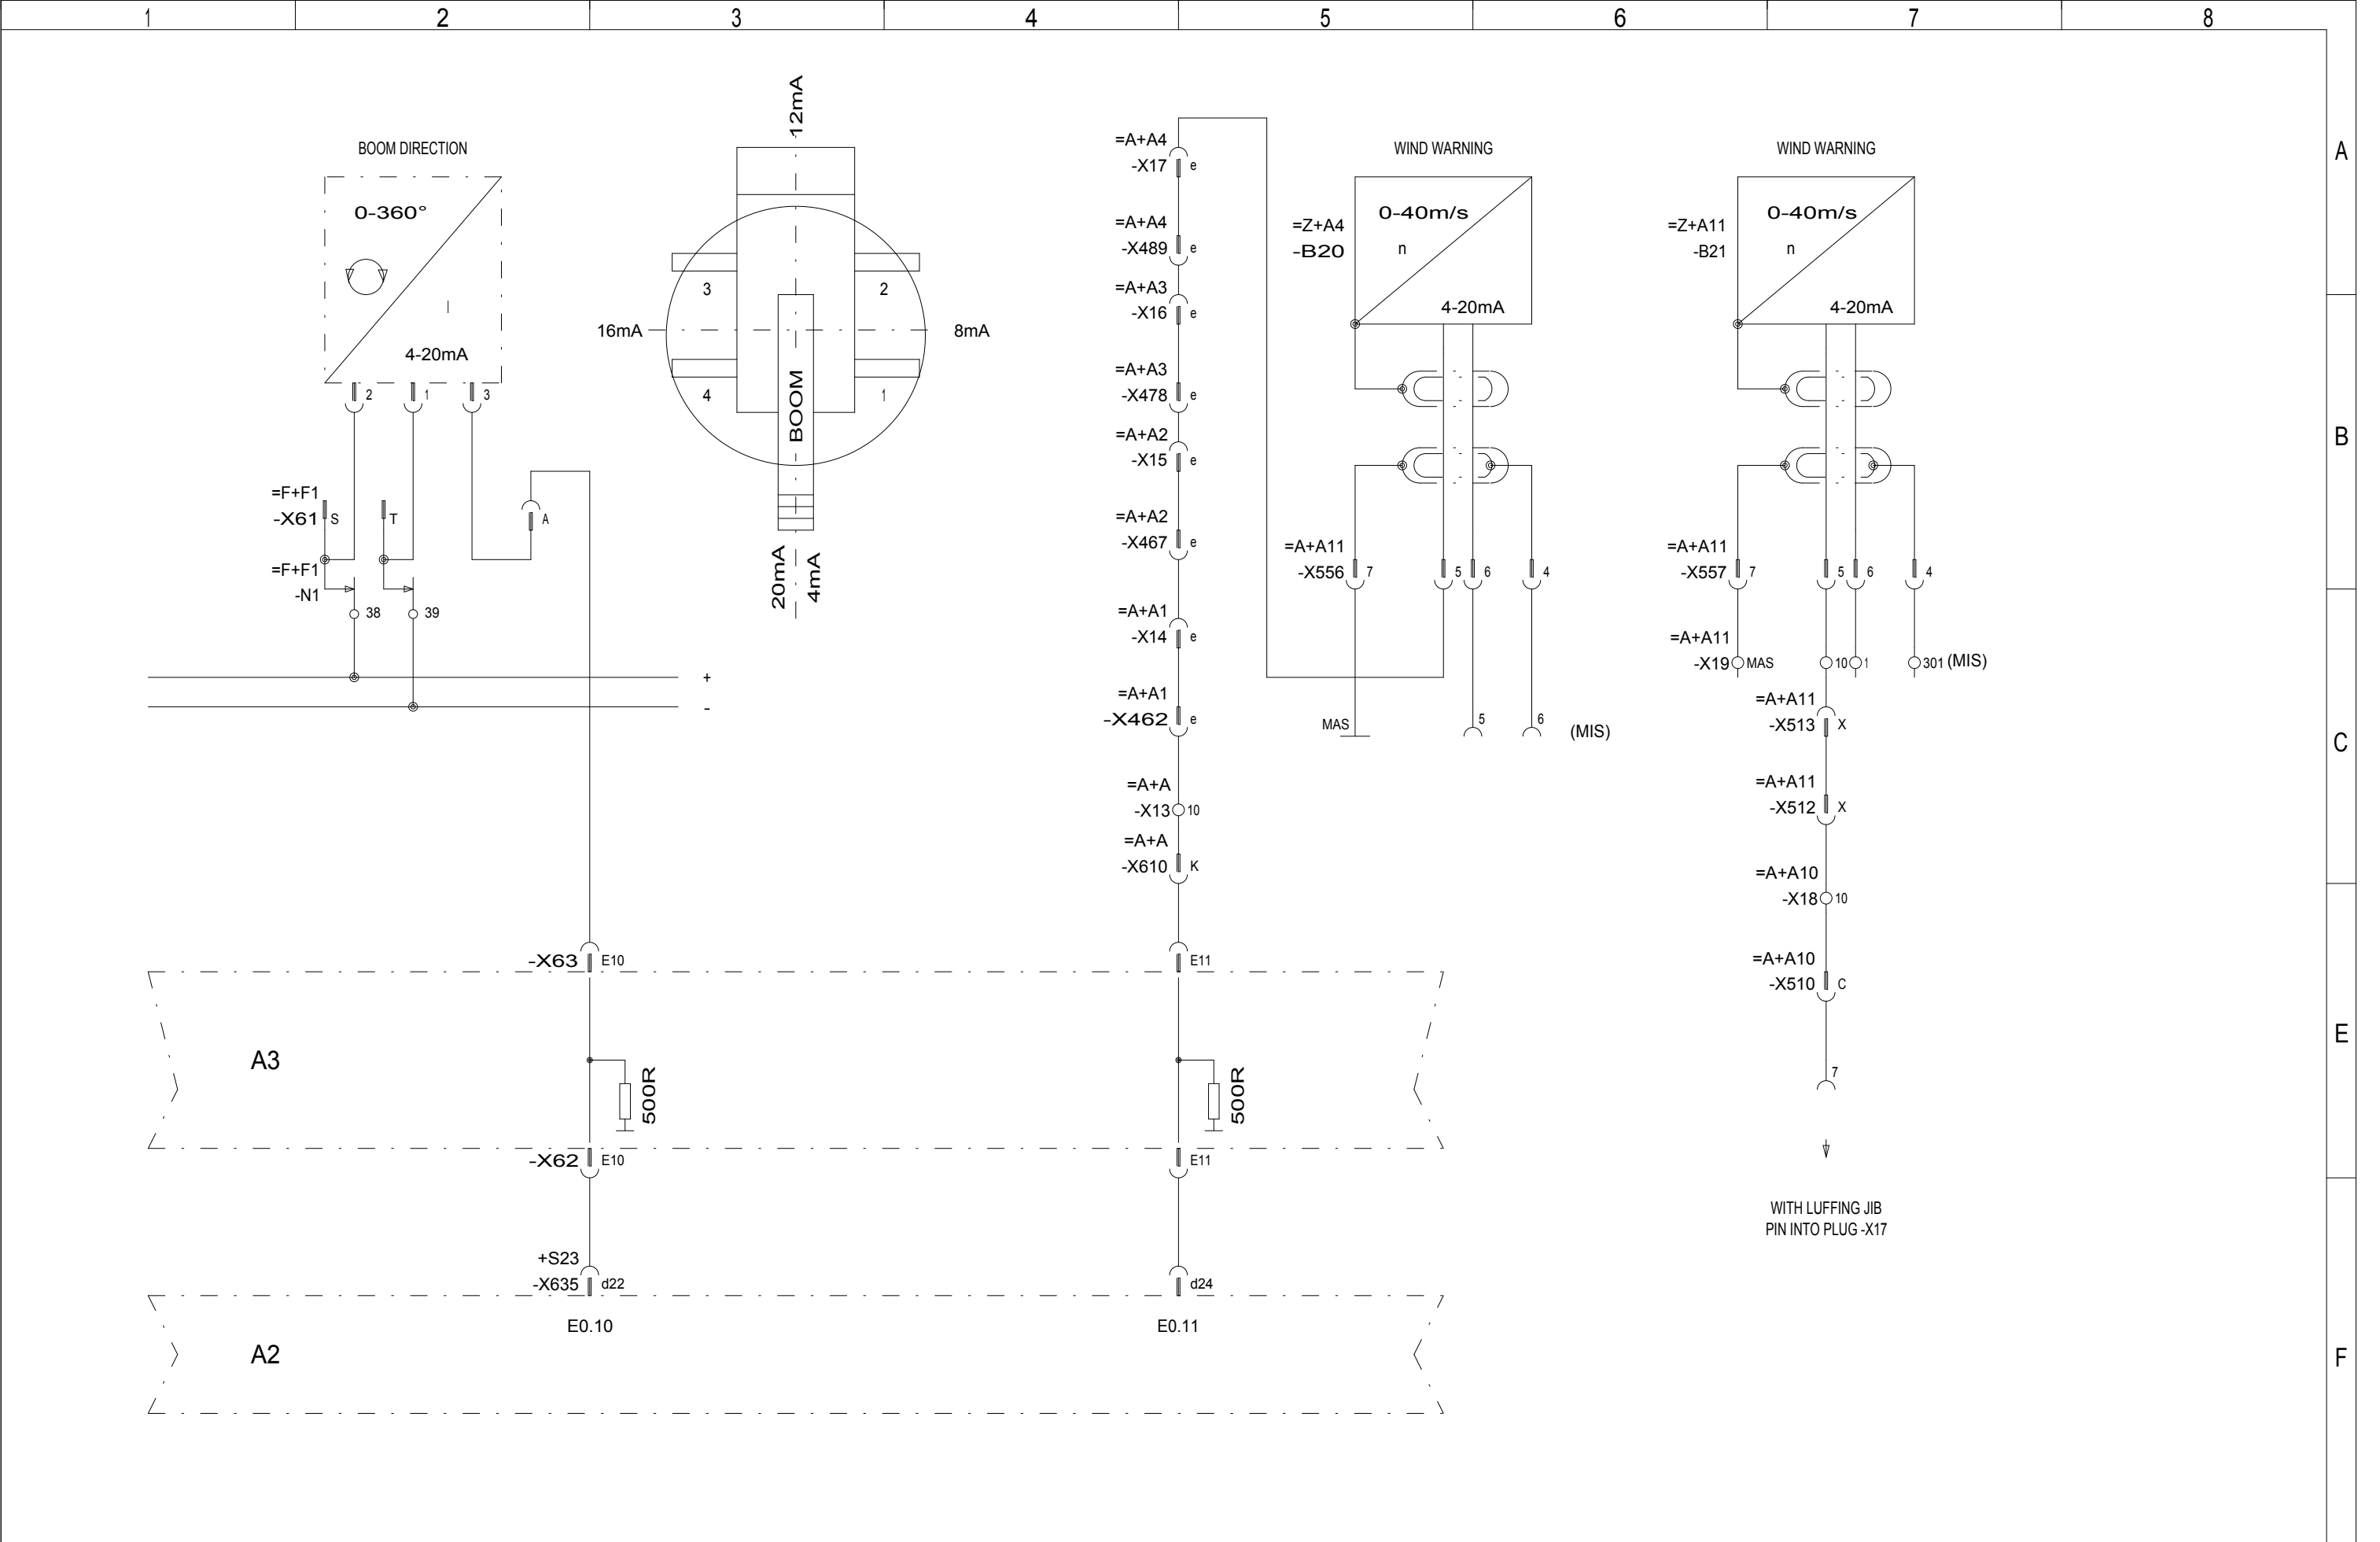 1 2 3 4 5 6 7 8
A
B
C
E
F
BOOM DIRECTION
0-360°
I
4-20mA
2 1 3
=F+F1
-X61 S T A
=F+F1
-N1
38 39
+
-
12mA
3 2
16mA 8mA
4 1
BOOM
20mA
4mA
=A+A4
-X17 e
=A+A4
-X489 e
=A+A3
-X16 e
=A+A3
-X478 e
=A+A2
-X15 e
=A+A2
-X467 e
=A+A1
-X14 e
=A+A1
-X462 e
=A+A
-X13 10
=A+A
-X610 K
WIND WARNING
0-40m/s
=Z+A4
-B20 n
4-20mA
=A+A11
-X556 7 5 6 4
MAS 5 6 (MIS)
WIND WARNING
0-40m/s
=Z+A11
-B21 n
4-20mA
=A+A11
-X557 7 5 6 4
=A+A11
-X19 MAS 10 1 301 (MIS)
=A+A11
-X513 X
=A+A11
-X512 X
=A+A10
-X18 10
=A+A10
-X510 C
7
WITH LUFFING JIB
PIN INTO PLUG -X17
-X63 E10 E11
A3
500R 500R
-X62 E10 E11
+S23
-X635 d22 d24
E0.10 E0.11
A2